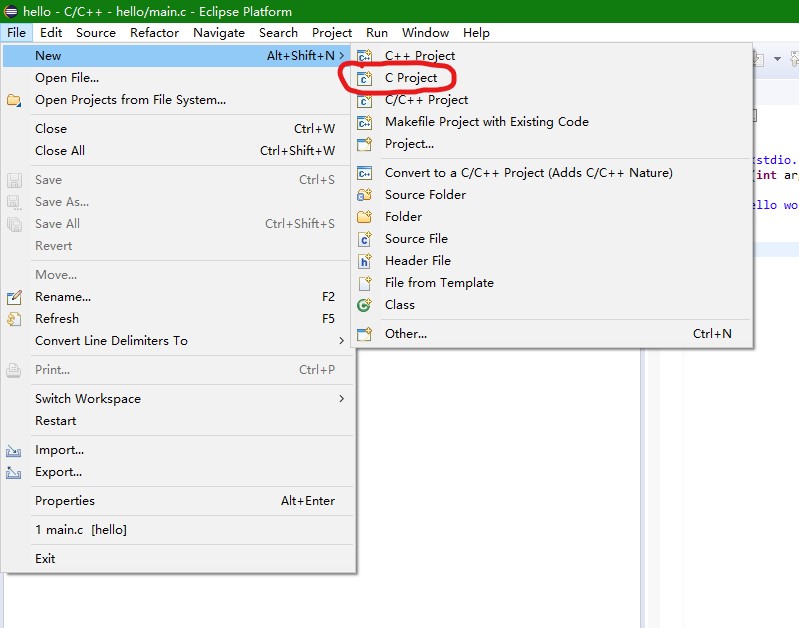 hello - C/C++ - hello/main.c - Eclipse Platform
File Edit Source Refactor Navigate Search Project Run Window Help
New Alt+Shift+N >
Open File...
Open Projects from File System...
Close Ctrl+W
Close All Ctrl+Shift+W
Save Ctrl+S
Save As...
Save All Ctrl+Shift+S
Revert
Move...
Rename... F2
Refresh F5
Convert Line Delimiters To >
Print... Ctrl+P
Switch Workspace >
Restart
Import...
Export...
Properties Alt+Enter
1 main.c [hello]
Exit
C++ Project
C Project
C/C++ Project
Makefile Project with Existing Code
Project...
Convert to a C/C++ Project (Adds C/C++ Nature)
Source Folder
Folder
Source File
Header File
File from Template
Class
Other... Ctrl+N
stdio.
(int ar
ello wo